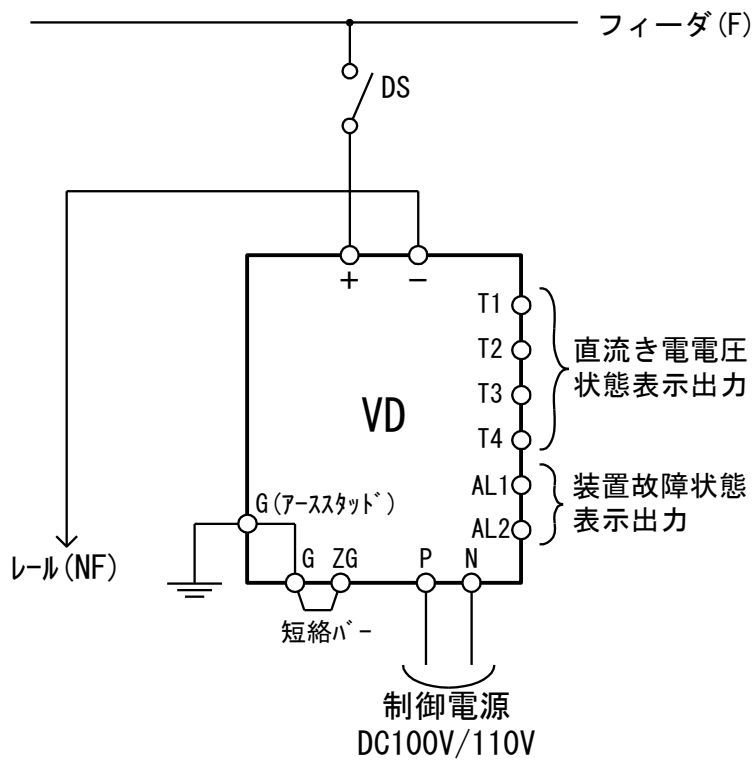 フィーダ(F)
DS
+
−
T1
T2
T3
T4
直流き電電圧
状態表示出力
VD
AL1
AL2
装置故障状態
表示出力
G(アーススタッド)
レール(NF)
G
ZG
P
N
短絡バー
制御電源
DC100V/110V